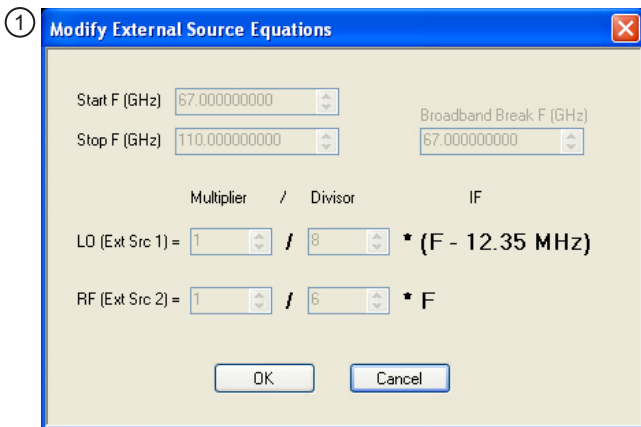 1
Modify External Source Equations
Start F (GHz) 67.000000000
Broadband Break F (GHz)
Stop F (GHz) 110.000000000 67.000000000
Multiplier / Divisor IF
LO (Ext Src 1) = 1 / 8 * (F - 12.35 MHz)
RF (Ext Src 2) = 1 / 6 * F
OK Cancel